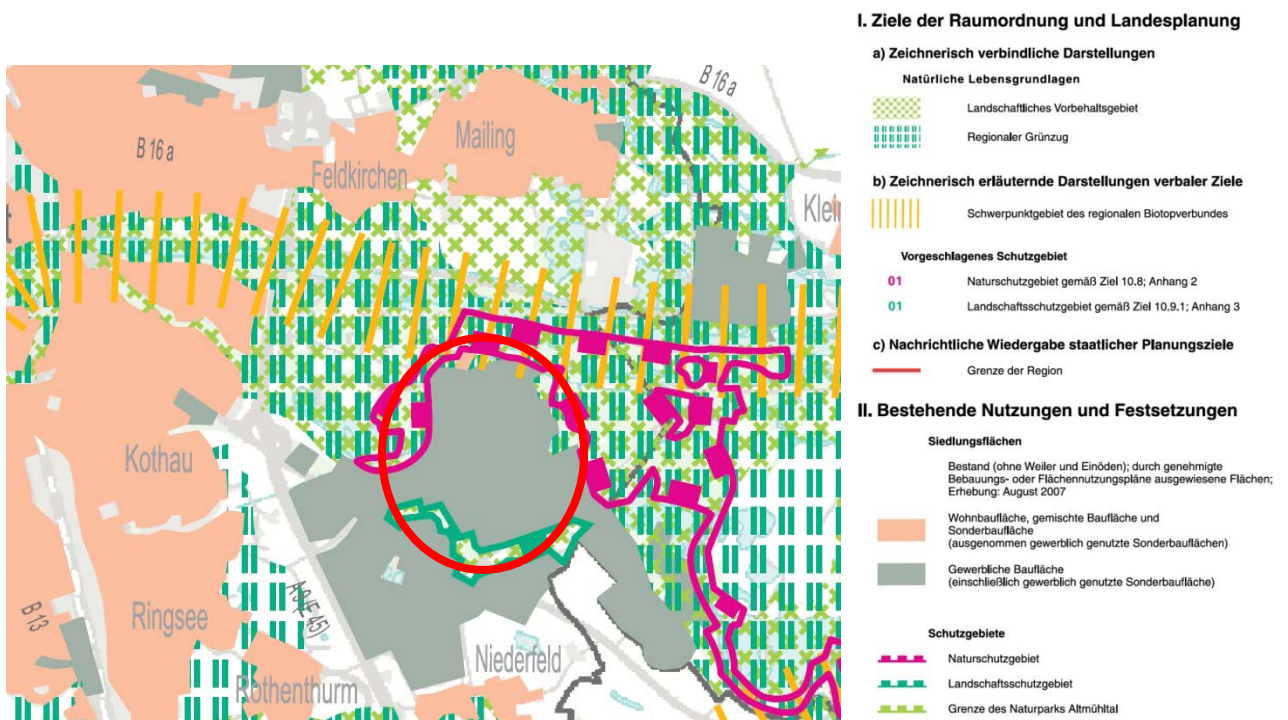 B 16 a
Mailing
B 16 a
Feldkirchen
Klei
t
Kothau
A 9 (E 45)
B 13
Ringsee
Niederfeld
Rothenthurm
I. Ziele der Raumordnung und Landesplanung
a) Zeichnerisch verbindliche Darstellungen
Natürliche Lebensgrundlagen
Landschaftliches Vorbehaltsgebiet
Regionaler Grünzug
b) Zeichnerisch erläuternde Darstellungen verbaler Ziele
Schwerpunktgebiet des regionalen Biotopverbundes
Vorgeschlagenes Schutzgebiet
01 Naturschutzgebiet gemäß Ziel 10.8; Anhang 2
01 Landschaftsschutzgebiet gemäß Ziel 10.9.1; Anhang 3
c) Nachrichtliche Wiedergabe staatlicher Planungsziele
Grenze der Region
II. Bestehende Nutzungen und Festsetzungen
Siedlungsflächen
Bestand (ohne Weiler und Einöden); durch genehmigte
Bebauungs- oder Flächennutzungspläne ausgewiesene Flächen;
Erhebung: August 2007
Wohnbaufläche, gemischte Baufläche und
Sonderbaufläche
(ausgenommen gewerblich genutzte Sonderbauflächen)
Gewerbliche Baufläche
(einschließlich gewerblich genutzte Sonderbaufläche)
Schutzgebiete
Naturschutzgebiet
Landschaftsschutzgebiet
Grenze des Naturparks Altmühltal